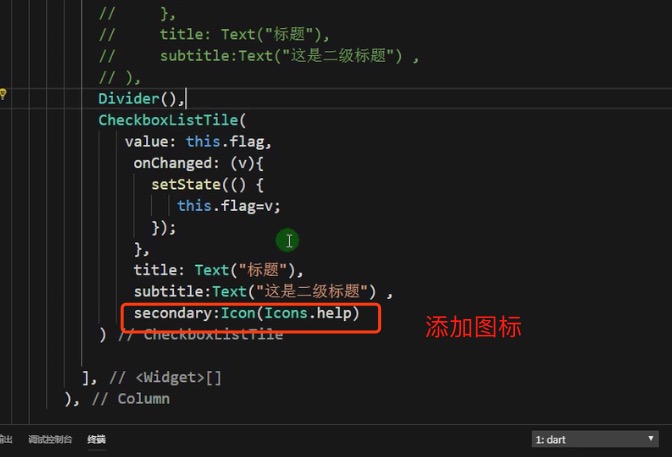 //     },
//     title: Text("标题"),
//     subtitle:Text("这是二级标题") ,
// ),
Divider(),
CheckboxListTile(
value: this.flag,
onChanged: (v){
setState(() {
this.flag=v;
});
},
title: Text("标题"),
subtitle:Text("这是二级标题") ,
secondary:Icon(Icons.help)
添加图标
) // CheckboxListTile
], // <Widget>[]
), // Column
输出 调试控制台 终端 1: dart